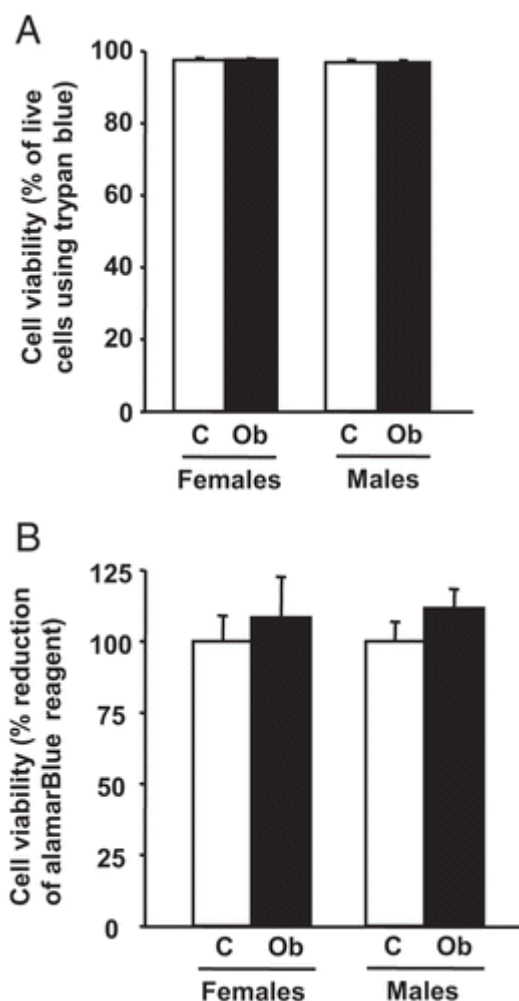 A
Cell viability (% of live
cells using trypan blue)
100
80
60
40
20
0
C Ob C Ob
Females Males
B
Cell viability (% reduction
of alamarBlue reagent)
125
100
75
50
25
0
C Ob C Ob
Females Males